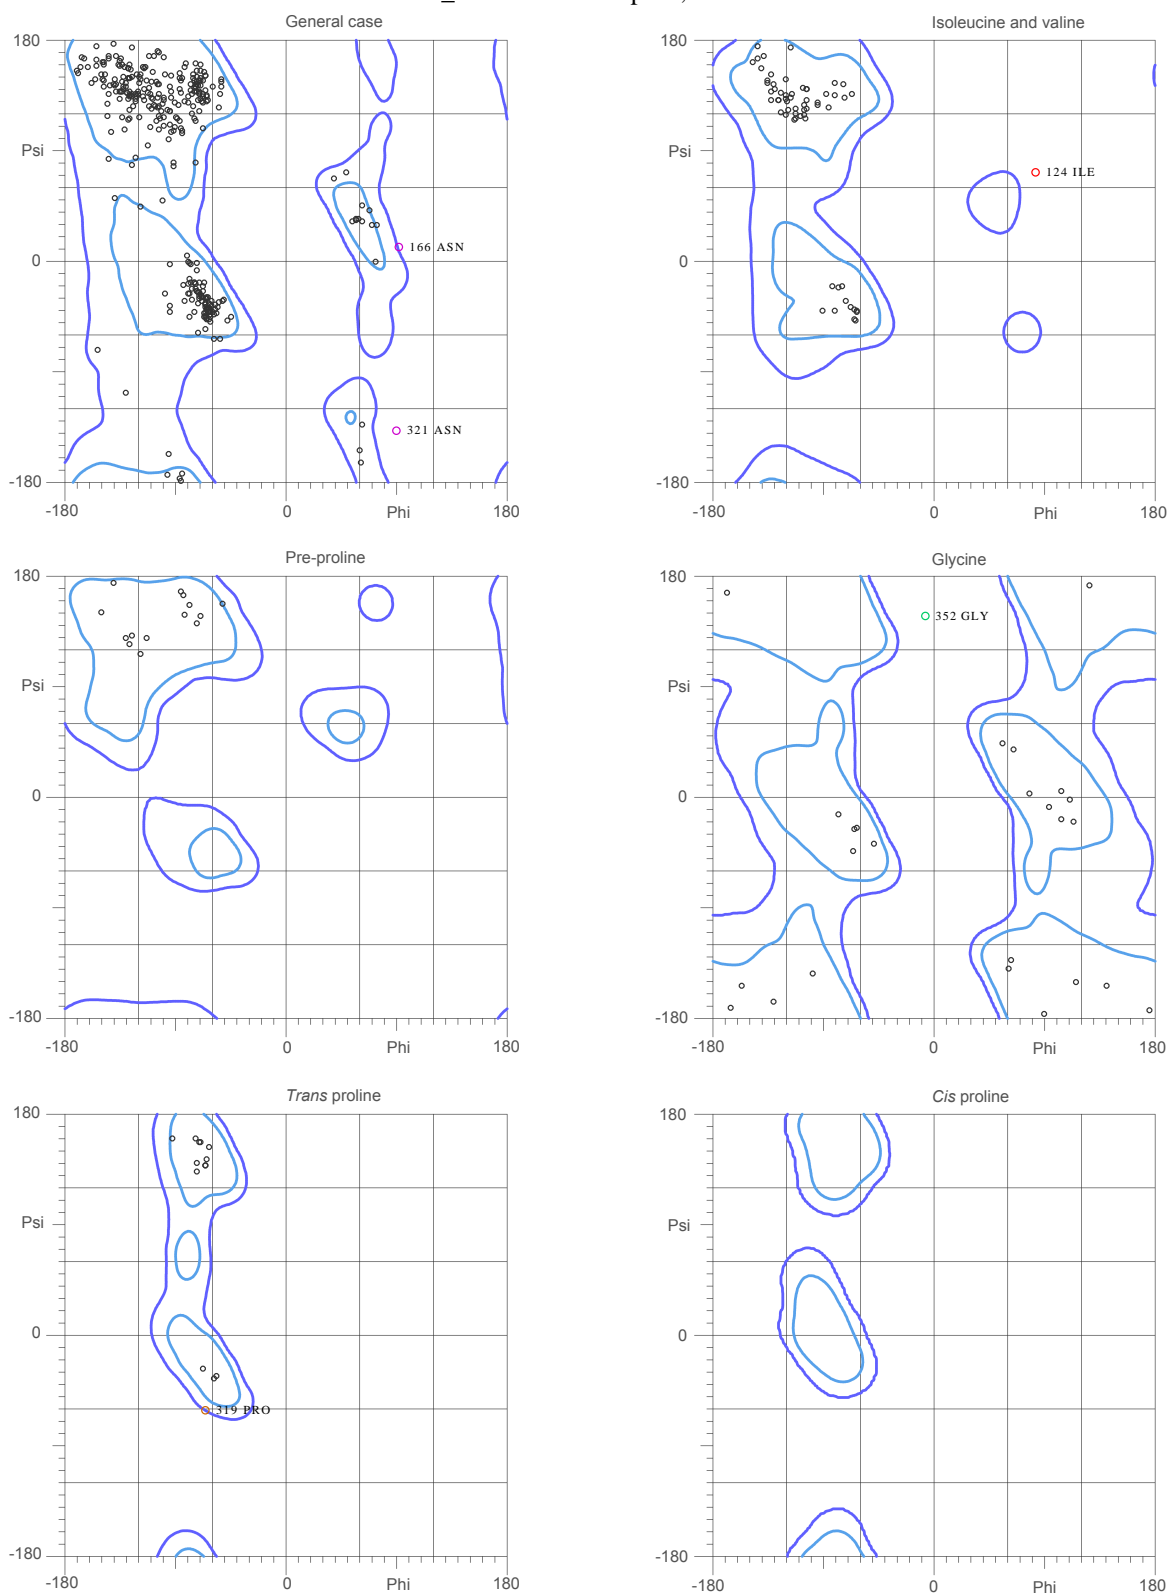 General case
180
Psi
0
-180
-180
0
Phi
180
166 ASN
321 ASN
Isoleucine and valine
180
Psi
0
-180
-180
0
Phi
180
124 ILE
Pre-proline
180
Psi
0
-180
-180
0
Phi
180
Glycine
180
Psi
0
-180
-180
0
Phi
180
352 GLY
Trans proline
180
Psi
0
-180
-180
0
Phi
180
319 PRO
Cis proline
180
Psi
0
-180
-180
0
Phi
180